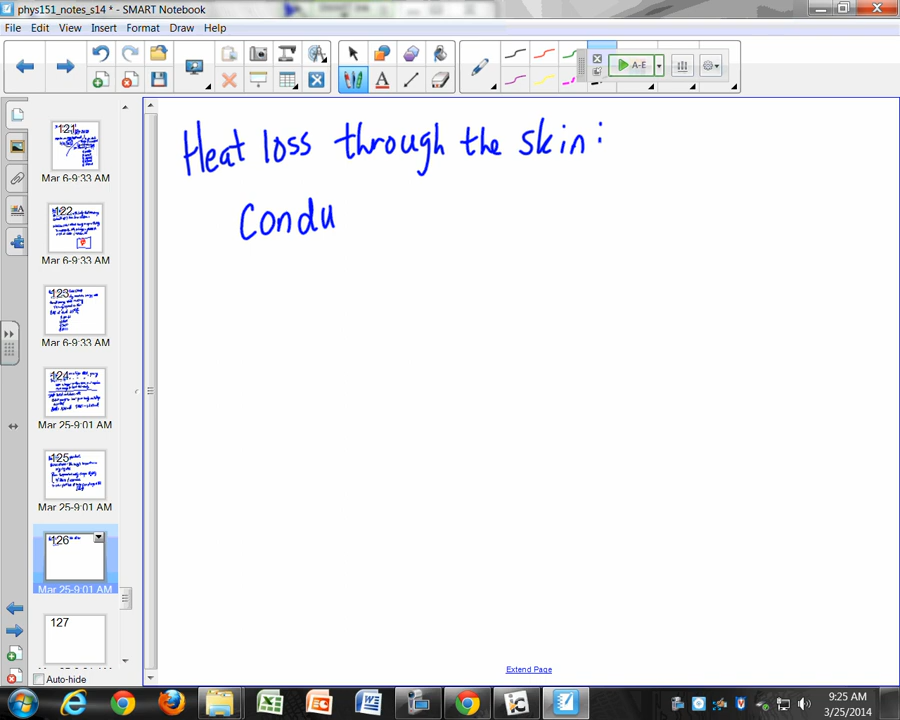 phys151_notes_s14 * - SMART Notebook
File Edit View Insert Format Draw Help
A-E
121
Mar 6-9:33 AM
122
Mar 6-9:33 AM
123
Mar 6-9:33 AM
124
Mar 25-9:01 AM
125
Mar 25-9:01 AM
126
Mar 25-9:01 AM
127
Heat loss through the skin:
Condu
Extend Page
Auto-hide
9:25 AM
3/25/2014